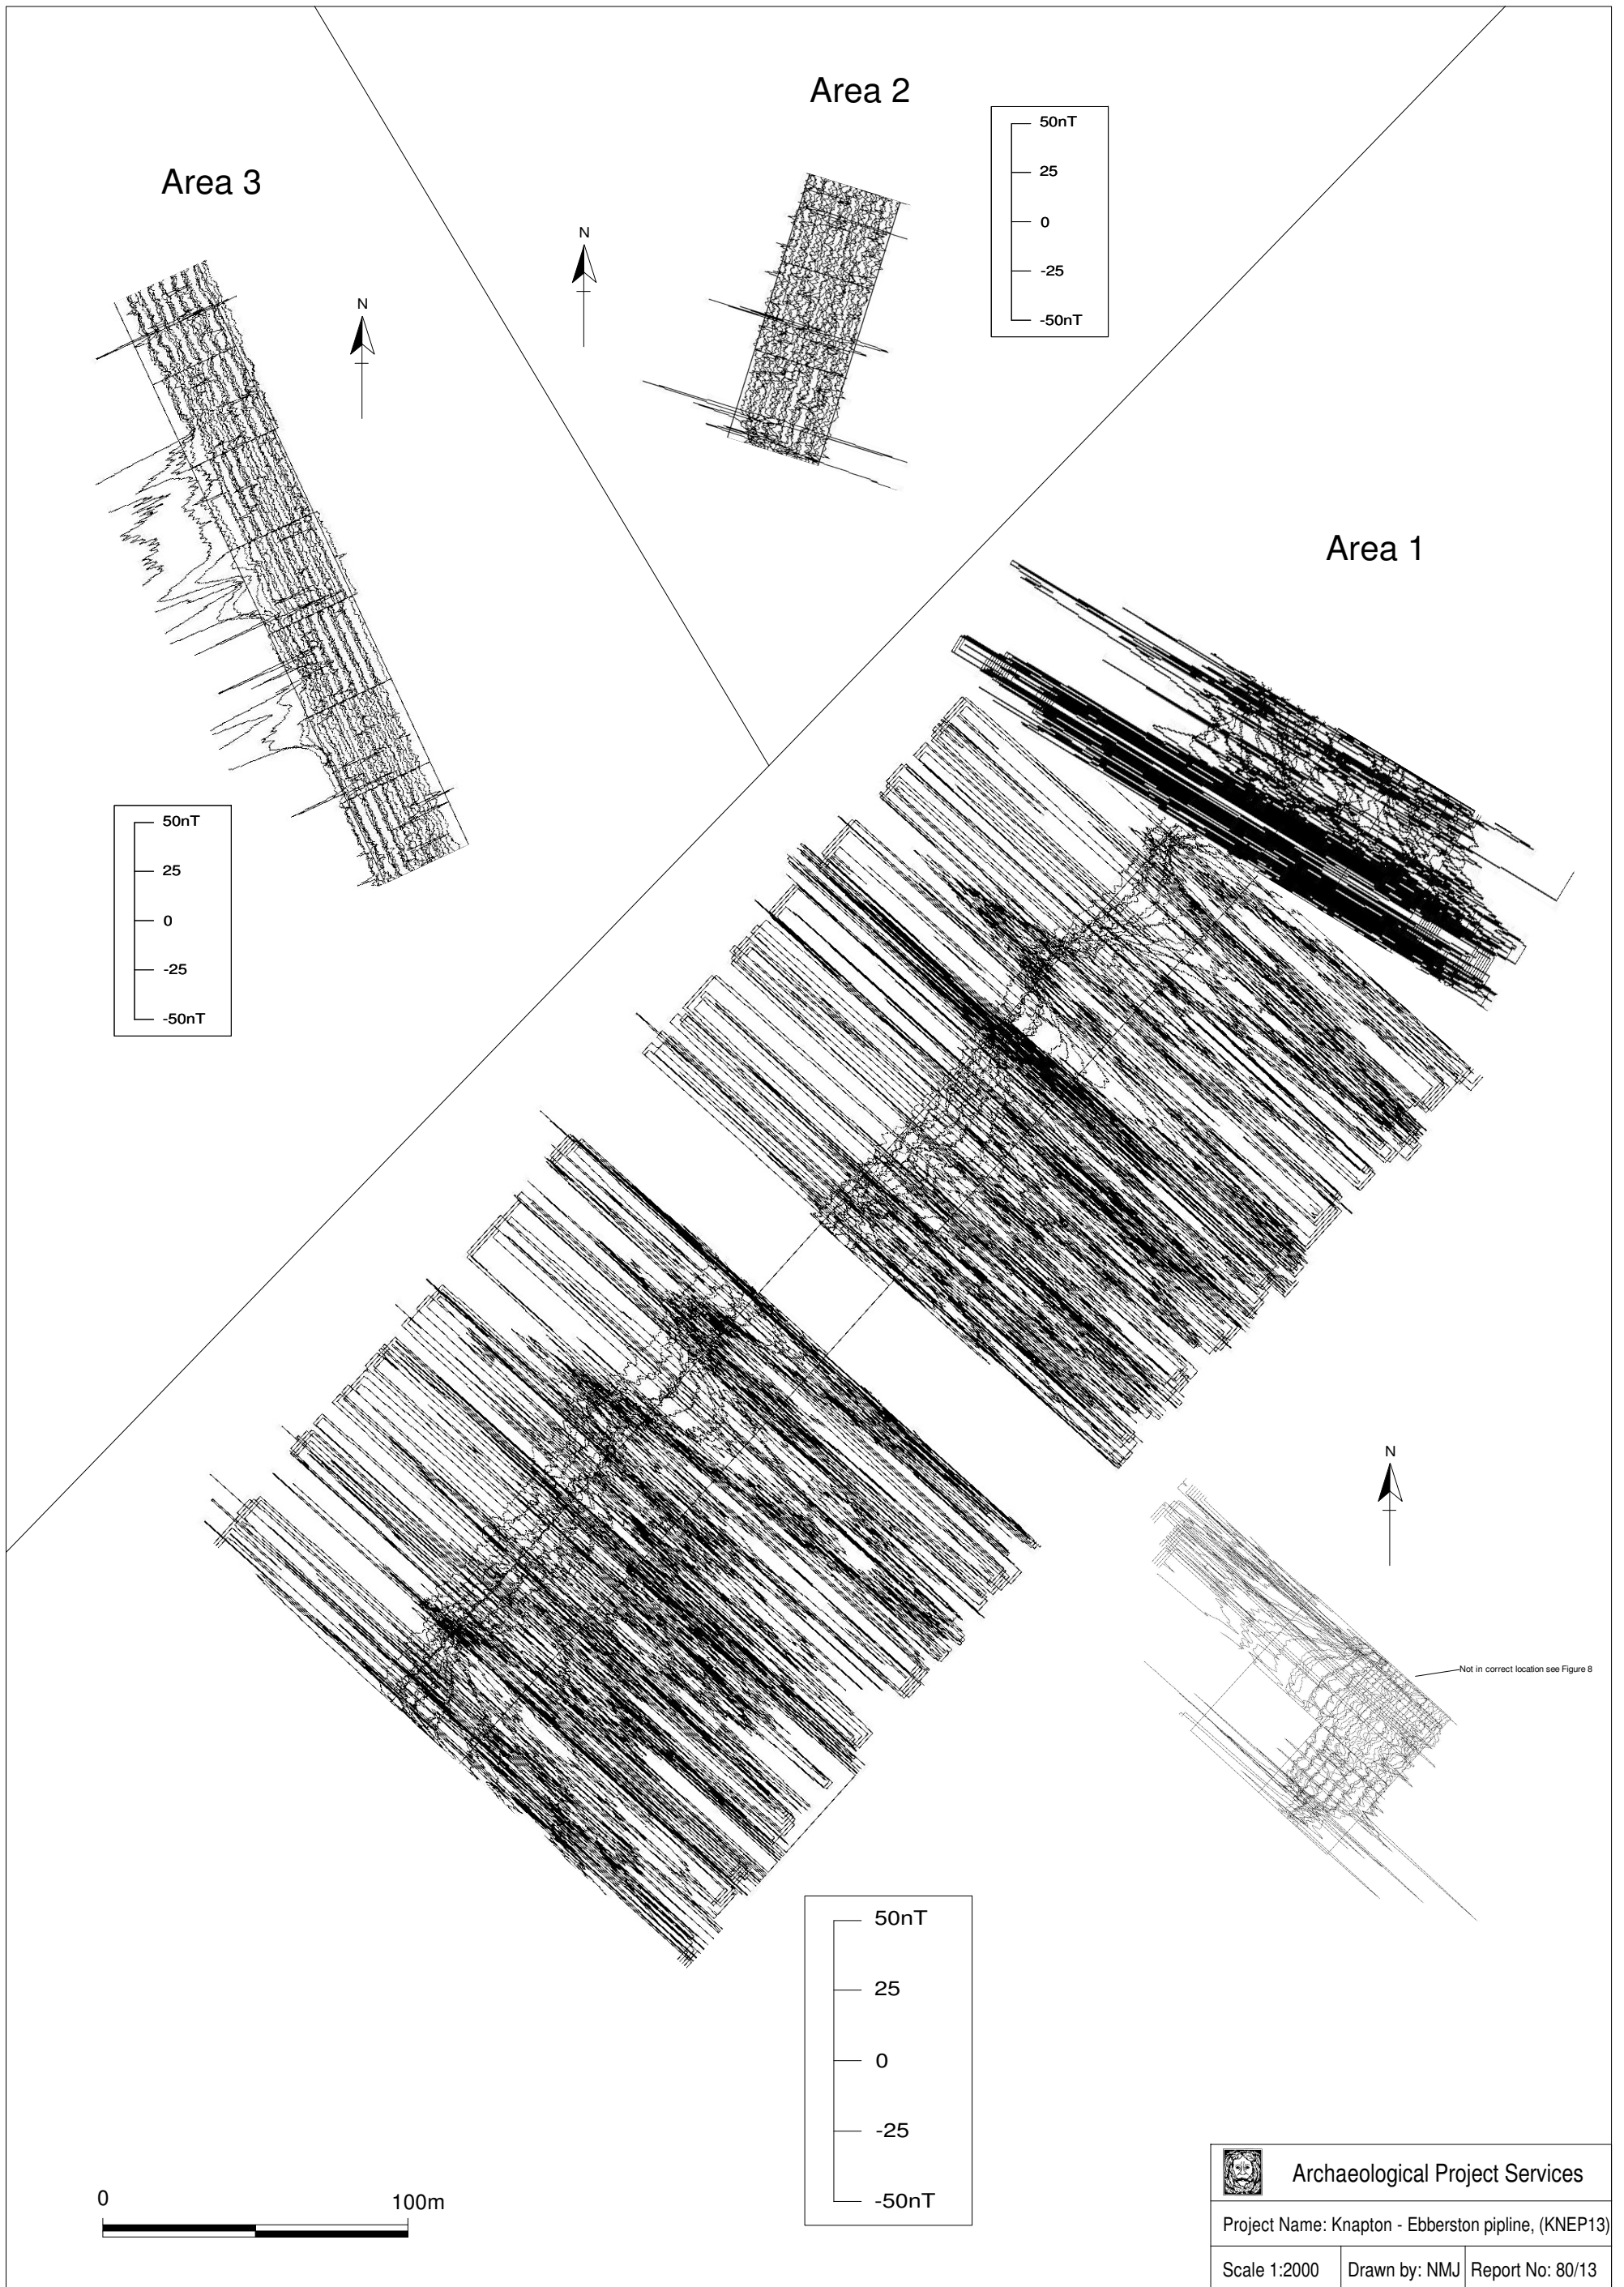 Area 2
50nT
25
0
-25
-50nT
N
Area 3
N
50nT
25
0
-25
-50nT
Area 1
N
Not in correct location see Figure 8
50nT
25
0
-25
-50nT
0 100m
Archaeological Project Services
Project Name: Knapton - Ebberston pipline, (KNEP13)
Scale 1:2000 Drawn by: NMJ Report No: 80/13